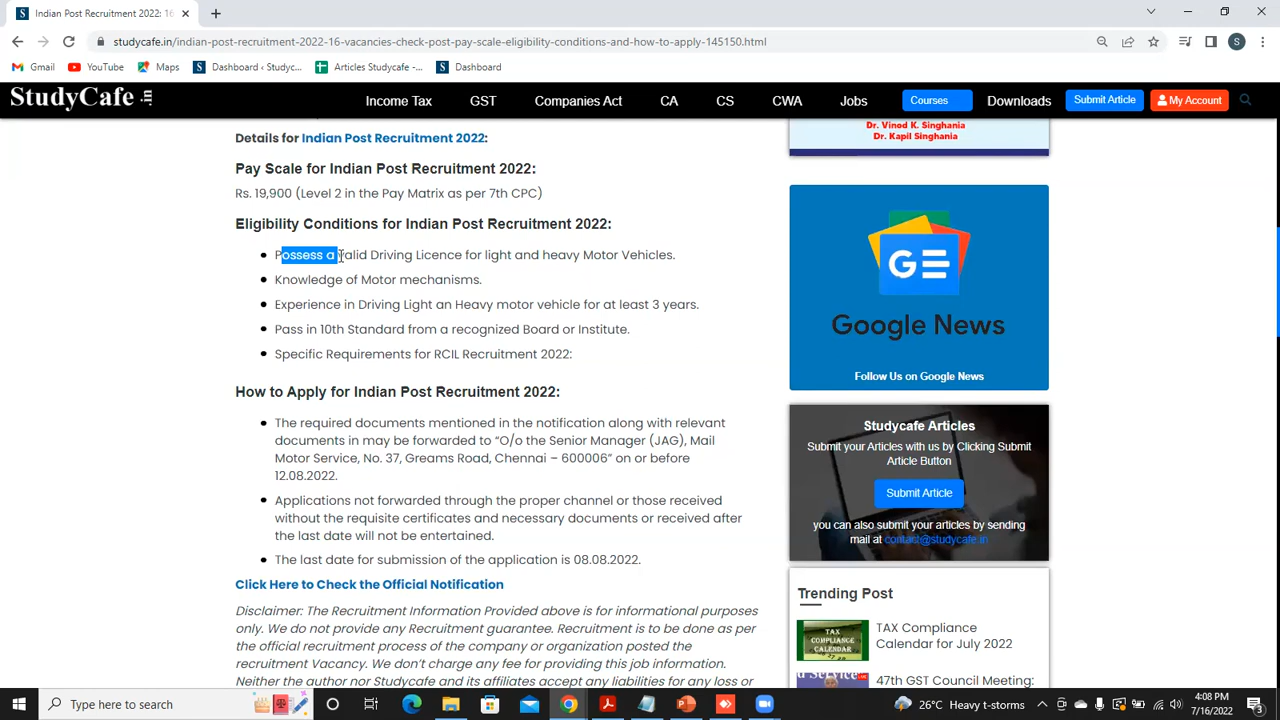 Indian Post Recruitment 2022: 16
studycafe.in/indian-post-recruitment-2022-16-vacancies-check-post-pay-scale-eligibility-conditions-and-how-to-apply-145150.html
S
Gmail YouTube Maps Dashboard ‹ Studyc... Articles Studycafe -... Dashboard
StudyCafe .in Income Tax GST Companies Act CA CS CWA Jobs Courses Downloads Submit Article My Account
Details for Indian Post Recruitment 2022:
Pay Scale for Indian Post Recruitment 2022:
Rs. 19,900 (Level 2 in the Pay Matrix as per 7th CPC)
Eligibility Conditions for Indian Post Recruitment 2022:
Possess a valid Driving Licence for light and heavy Motor Vehicles.
Knowledge of Motor mechanisms.
Experience in Driving Light an Heavy motor vehicle for at least 3 years.
Pass in 10th Standard from a recognized Board or Institute.
Specific Requirements for RCIL Recruitment 2022:
How to Apply for Indian Post Recruitment 2022:
The required documents mentioned in the notification along with relevant
documents in may be forwarded to “O/o the Senior Manager (JAG), Mail
Motor Service, No. 37, Greams Road, Chennai – 600006” on or before
12.08.2022.
Applications not forwarded through the proper channel or those received
without the requisite certificates and necessary documents or received after
the last date will not be entertained.
The last date for submission of the application is 08.08.2022.
Click Here to Check the Official Notification
Disclaimer: The Recruitment Information Provided above is for informational purposes
only. We do not provide any Recruitment guarantee. Recruitment is to be done as per
the official recruitment process of the company or organization posted the
recruitment Vacancy. We don’t charge any fee for providing this job information.
Neither the author nor Studycafe and its affiliates accept any liabilities for any loss or
Dr. Vinod K. Singhania
Dr. Kapil Singhania
G
Google News
Follow Us on Google News
Studycafe Articles
Submit your Articles with us by Clicking Submit
Article Button
Submit Article
you can also submit your articles by sending
mail at contact@studycafe.in
Trending Post
TAX
COMPLIANCE
CALENDAR
TAX Compliance
Calendar for July 2022
47th GST Council Meeting:
Type here to search
26°C Heavy t-storms
4:08 PM
7/16/2022
3